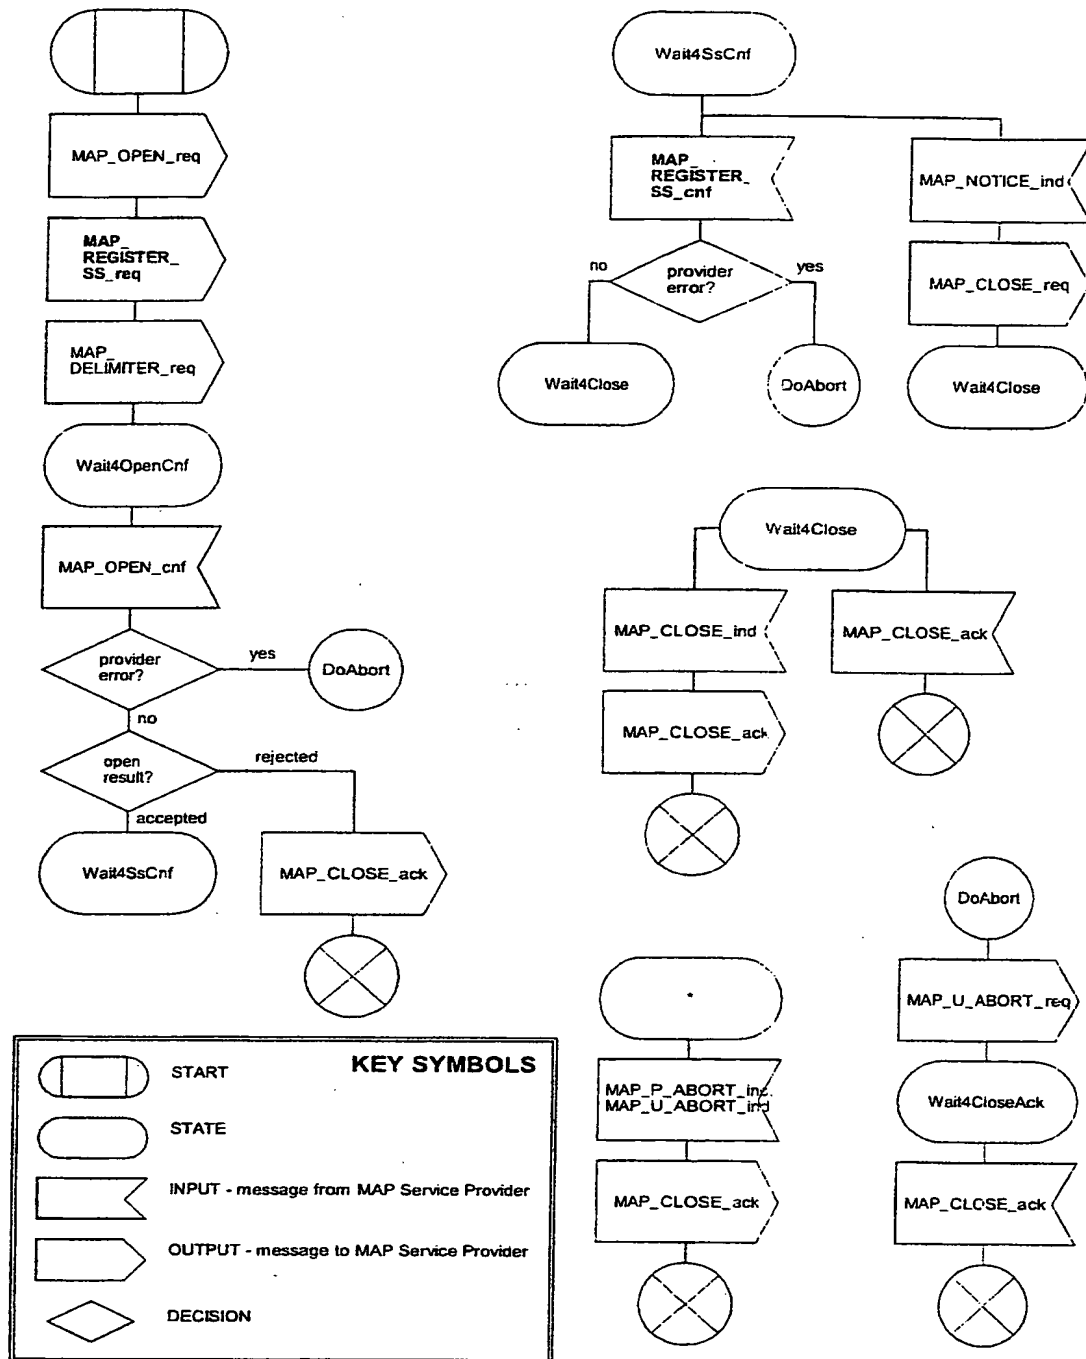 MAP_OPEN_req
MAP_
REGISTER_
SS_req
MAP_
DELIMITER_req
Wait4OpenCnf
MAP_OPEN_cnf
provider
error?
yes
DoAbort
no
open
result?
rejected
accepted
Wait4SsCnf
MAP_CLOSE_ack
Wait4SsCnf
MAP_
REGISTER_
SS_cnf
MAP_NOTICE_ind
no
provider
error?
yes
MAP_CLOSE_req
Wait4Close
DoAbort
Wait4Close
Wait4Close
MAP_CLOSE_ind
MAP_CLOSE_ack
MAP_CLOSE_ack
*
MAP_P_ABORT_ind,
MAP_U_ABORT_ind
MAP_CLOSE_ack
DoAbort
MAP_U_ABORT_req
Wait4CloseAck
MAP_CLOSE_ack
KEY SYMBOLS
START
STATE
INPUT - message from MAP Service Provider
OUTPUT - message to MAP Service Provider
DECISION